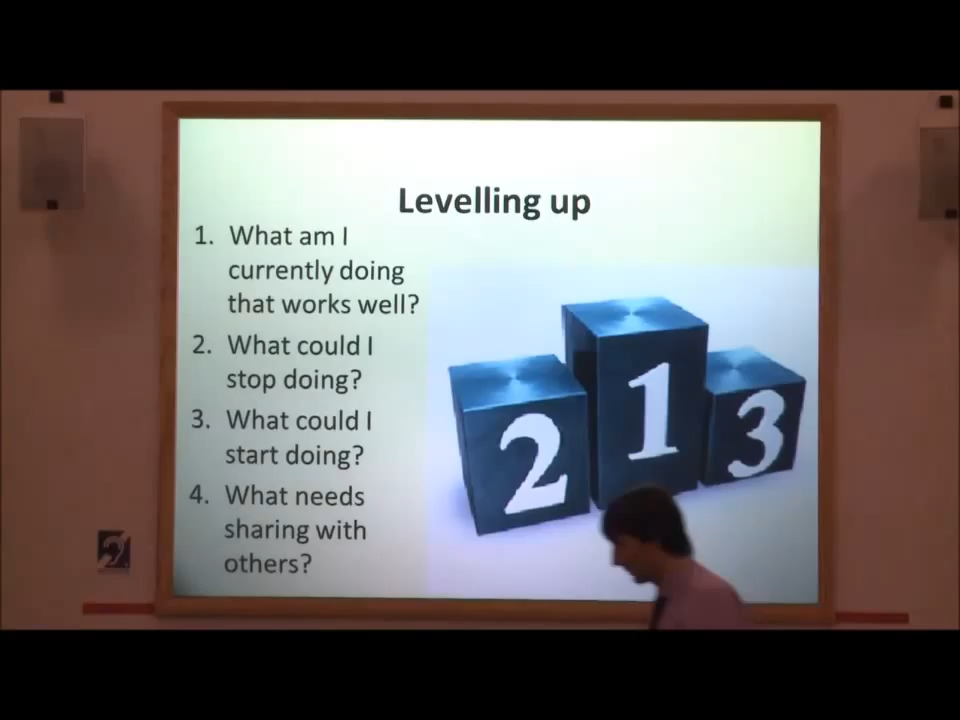 Levelling up
1. What am I
currently doing
that works well?
2. What could I
stop doing?
3. What could I
start doing?
4. What needs
sharing with
others?
2 1 3